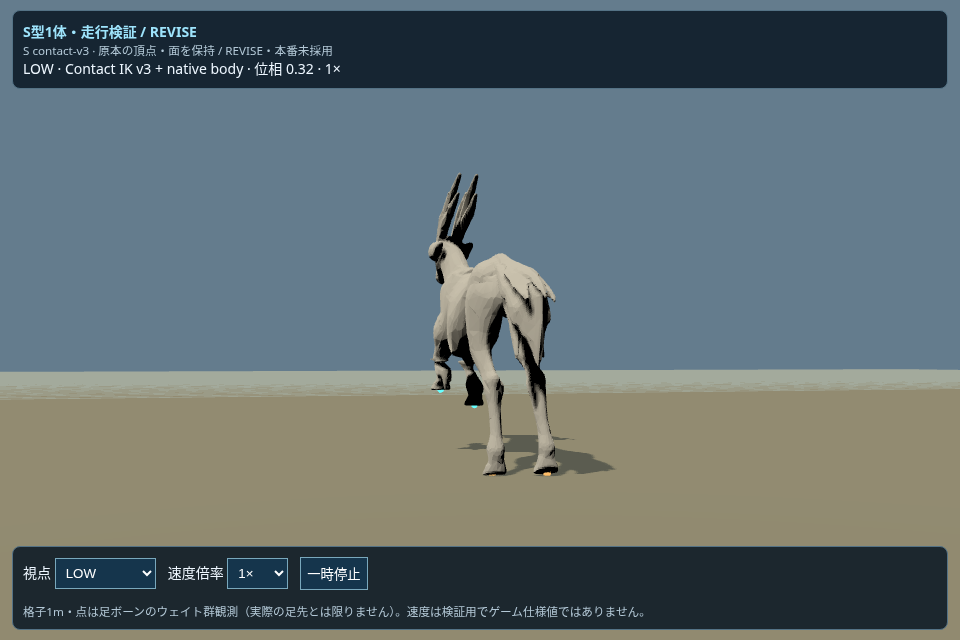 S型1体・走行検証 / REVISE
S contact-v3 · 原本の頂点・面を保持 / REVISE・本番未採用
LOW · Contact IK v3 + native body · 位相 0.32 · 1×
視点 LOW 速度倍率 1× 一時停止
格子1m・点は足ボーンのウェイト群観測（実際の足先とは限りません）。速度は検証用でゲーム仕様値ではありません。